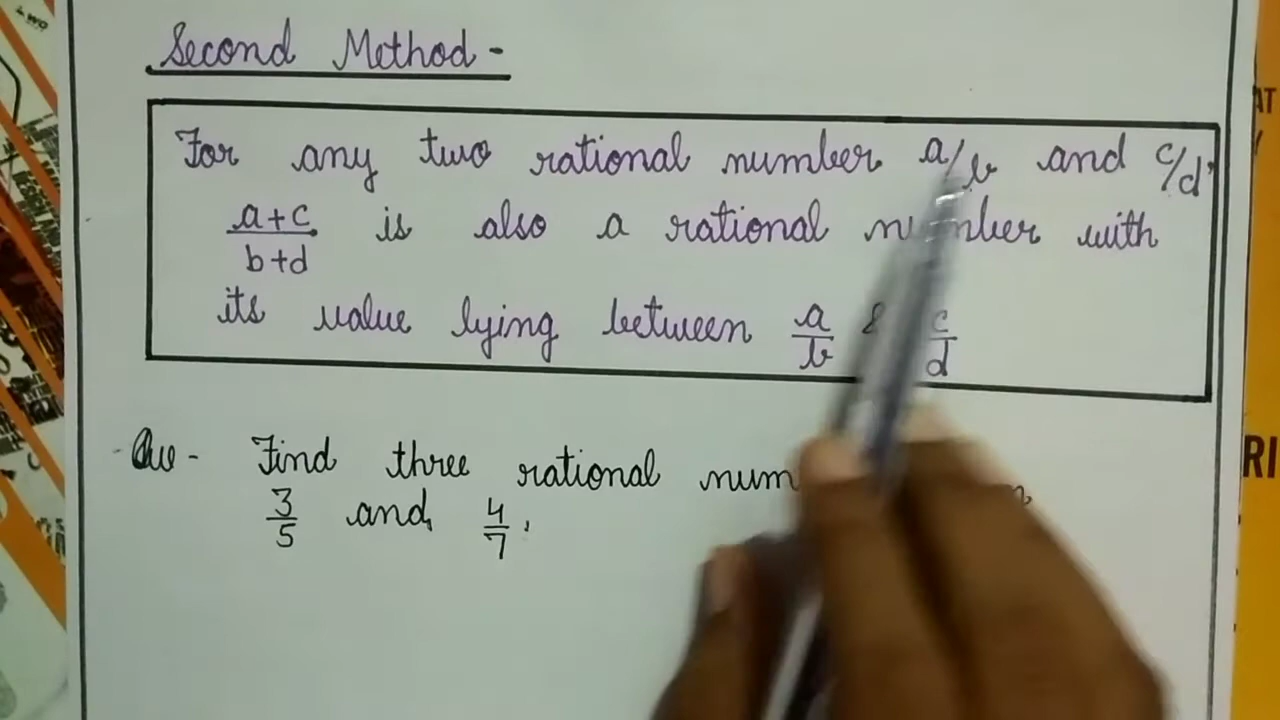 Second Method -
For any two rational number a/b and c/d,
a+c/b+d is also a rational number with
its value lying between a/b & c/d
Que - Find three rational
3/5 and 4/7.